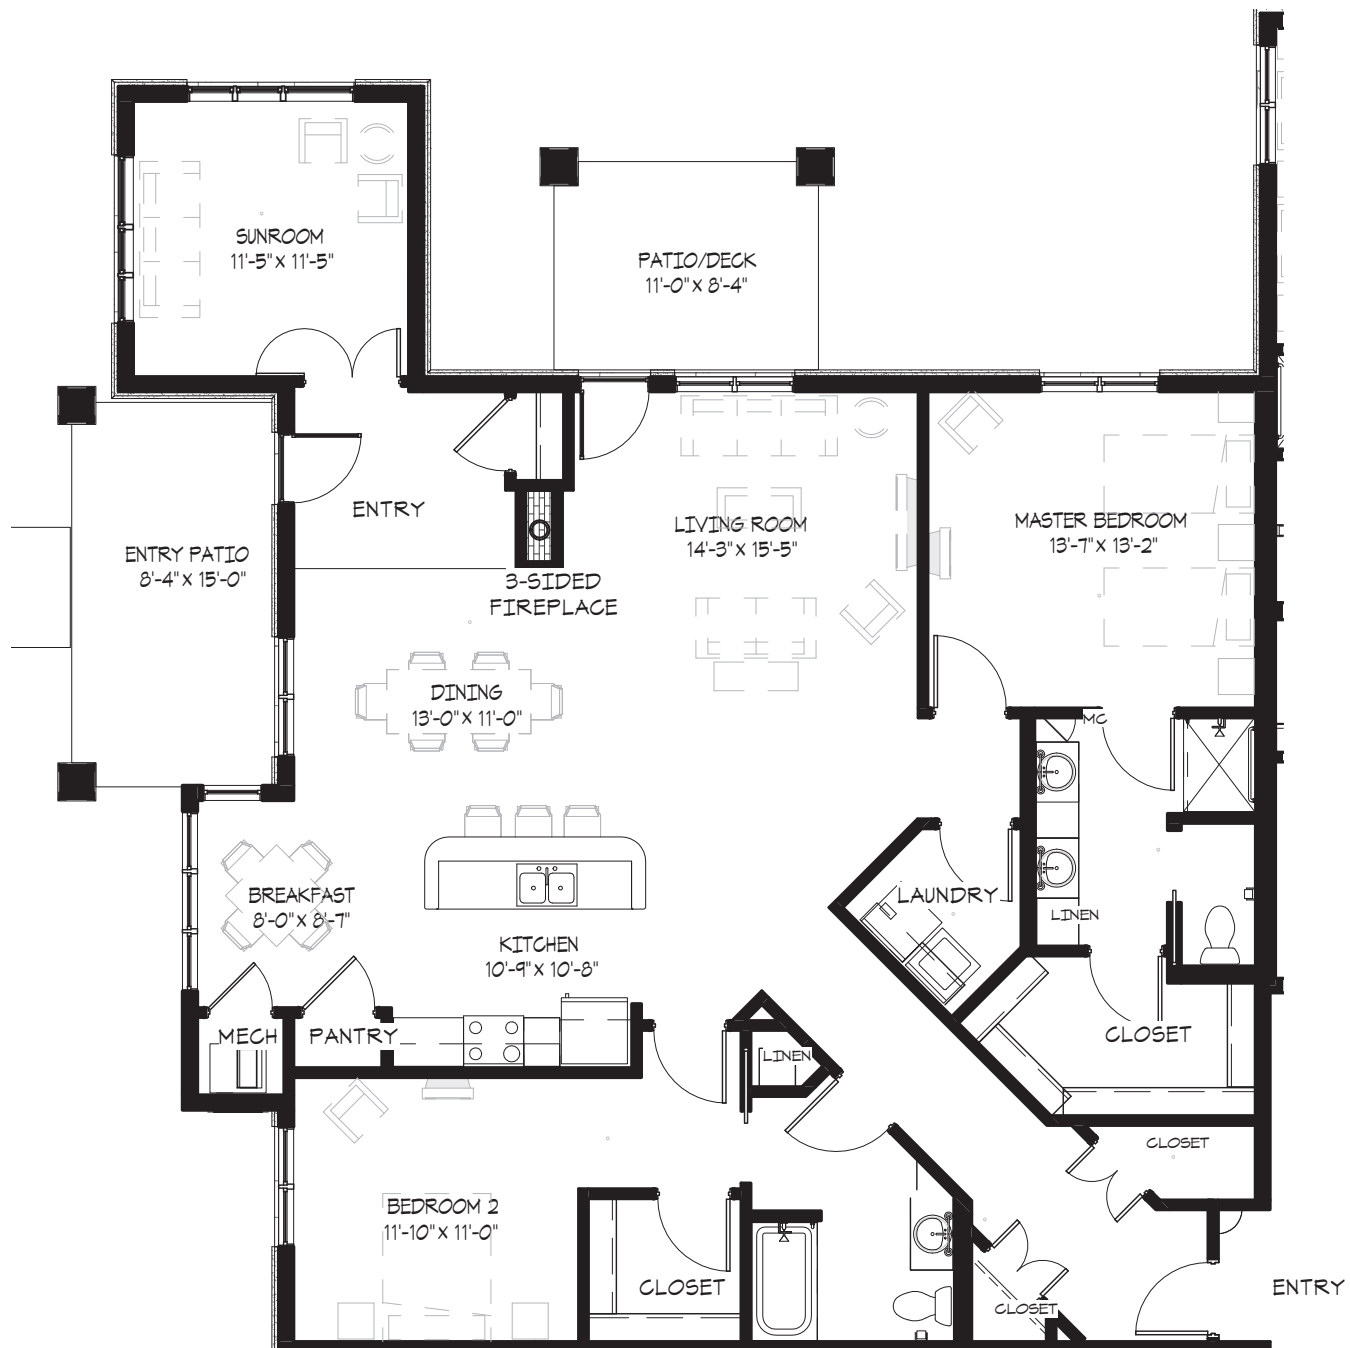 SUNROOM
11'-5" x 11'-5"
PATIO/DECK
11'-0" x 8'-4"
ENTRY
ENTRY PATIO
8'-4" x 15'-0"
LIVING ROOM
14'-3" x 15'-5"
MASTER BEDROOM
13'-7" x 13'-2"
3-SIDED
FIREPLACE
DINING
13'-0" x 11'-0"
MC
BREAKFAST
8'-0" x 8'-7"
LAUNDRY
LINEN
KITCHEN
10'-9" x 10'-8"
MECH
PANTRY
LINEN
CLOSET
CLOSET
BEDROOM 2
11'-10" x 11'-0"
CLOSET
CLOSET
ENTRY